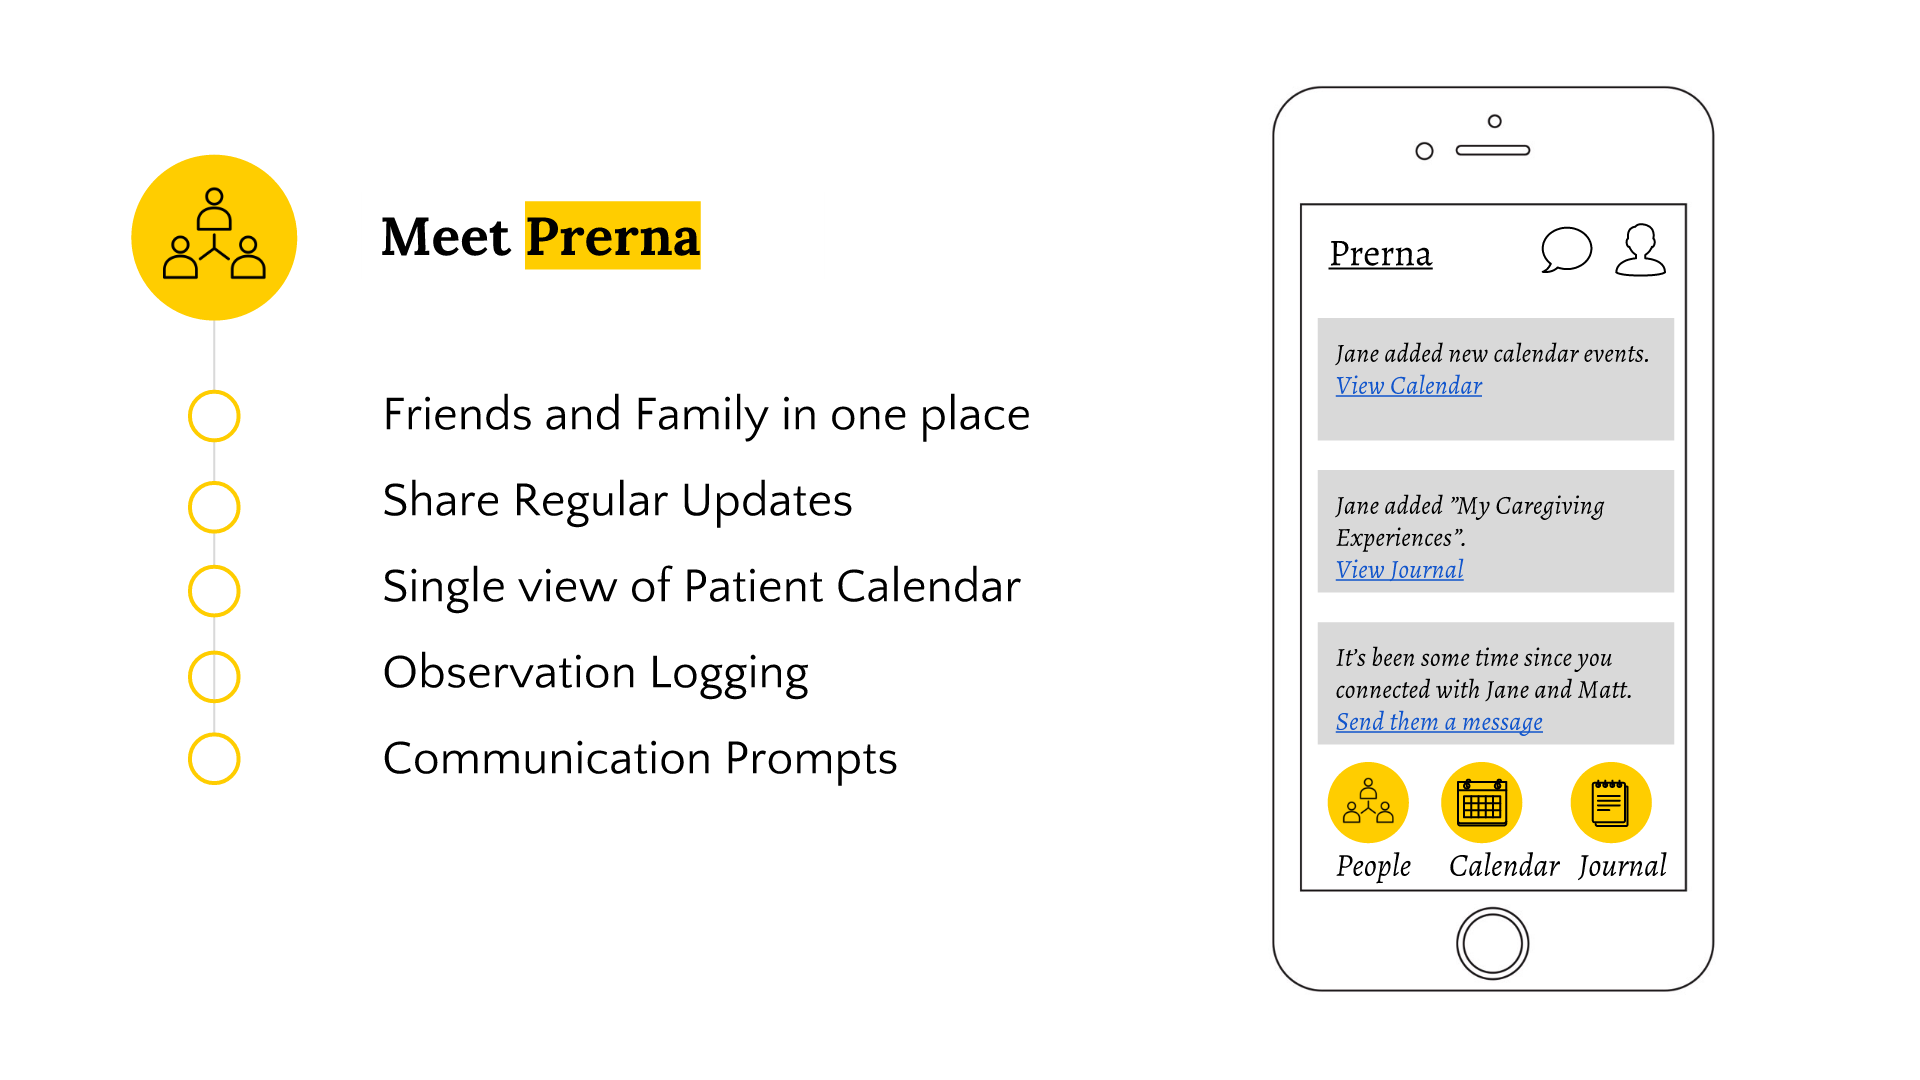 Meet Prerna
Friends and Family in one place
Share Regular Updates
Single view of Patient Calendar
Observation Logging
Communication Prompts
Prerna
Jane added new calendar events.
View Calendar
Jane added ”My Caregiving
Experiences”.
View Journal
It’s been some time since you
connected with Jane and Matt.
Send them a message
People
Calendar
Journal